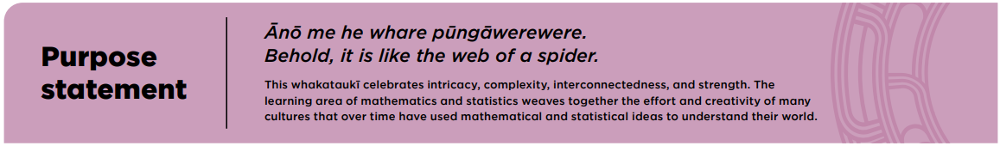 Purpose
statement
Ānō me he whare pūngāwerewere.
Behold, it is like the web of a spider.
This whakataukī celebrates intricacy, complexity, interconnectedness, and strength. The
learning area of mathematics and statistics weaves together the effort and creativity of many
cultures that over time have used mathematical and statistical ideas to understand their world.